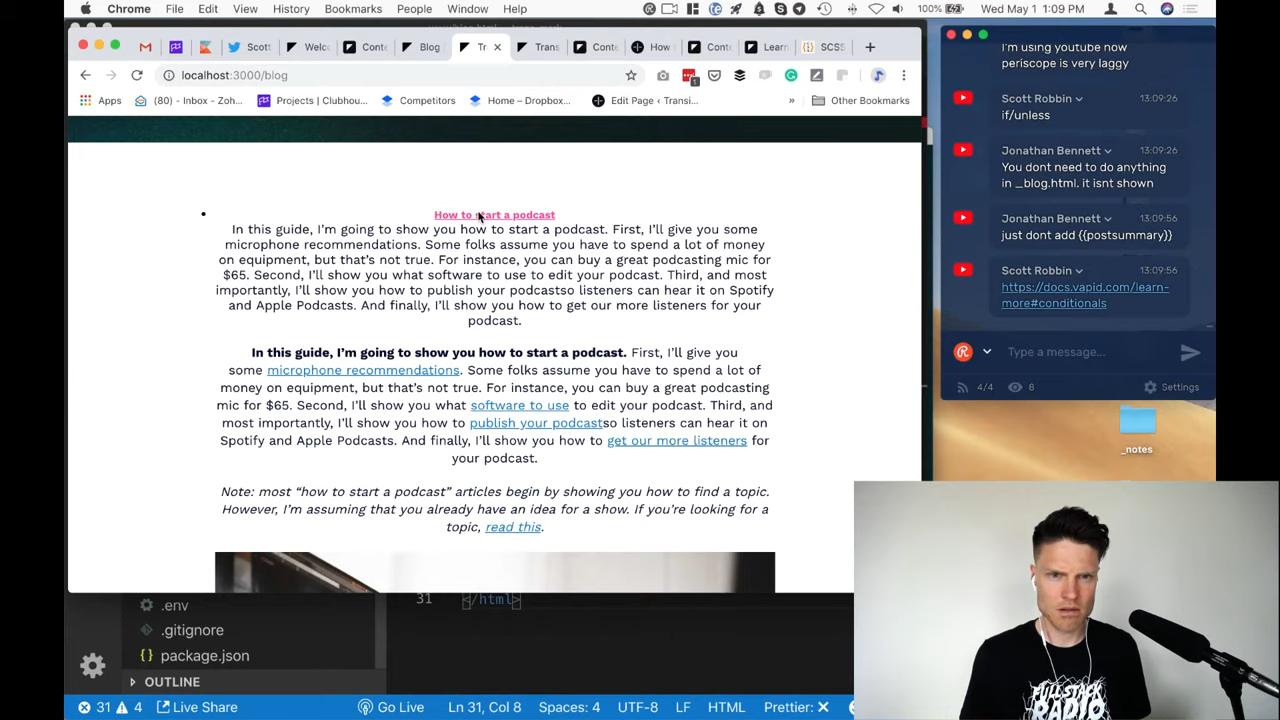 Chrome File Edit View History Bookmarks People Window Help
100% Wed May 1 1:09 PM
Scott Welc Conte Blog Tr Trans Conte How Conte Learn SCSS
localhost:3000/blog
Apps (80) - Inbox - Zoh... Projects | Clubhou... Competitors Home – Dropbox... Edit Page ‹ Transi... » Other Bookmarks
How to start a podcast
In this guide, I’m going to show you how to start a podcast. First, I’ll give you some
microphone recommendations. Some folks assume you have to spend a lot of money
on equipment, but that’s not true. For instance, you can buy a great podcasting mic for
$65. Second, I’ll show you what software to use to edit your podcast. Third, and most
importantly, I’ll show you how to publish your podcastso listeners can hear it on Spotify
and Apple Podcasts. And finally, I’ll show you how to get our more listeners for your
podcast.
In this guide, I’m going to show you how to start a podcast. First, I’ll give you
some microphone recommendations. Some folks assume you have to spend a lot of
money on equipment, but that’s not true. For instance, you can buy a great podcasting
mic for $65. Second, I’ll show you what software to use to edit your podcast. Third, and
most importantly, I’ll show you how to publish your podcastso listeners can hear it on
Spotify and Apple Podcasts. And finally, I’ll show you how to get our more listeners for
your podcast.
Note: most “how to start a podcast” articles begin by showing you how to find a topic.
However, I’m assuming that you already have an idea for a show. If you’re looking for a
topic, read this.
I'm using youtube now
periscope is very laggy
Scott Robbin 13:09:26
if/unless
Jonathan Bennett 13:09:26
You dont need to do anything
in _blog.html. it isnt shown
Jonathan Bennett 13:09:56
just dont add {{postsummary}}
Scott Robbin 13:09:56
https://docs.vapid.com/learn-
more#conditionals
Type a message...
4/4 8 Settings
_notes
.env
.gitignore
{} package.json
OUTLINE
31 </html>
31 4 Live Share Go Live Ln 31, Col 8 Spaces: 4 UTF-8 LF HTML Prettier: ✕
FULL STACK
RADIO